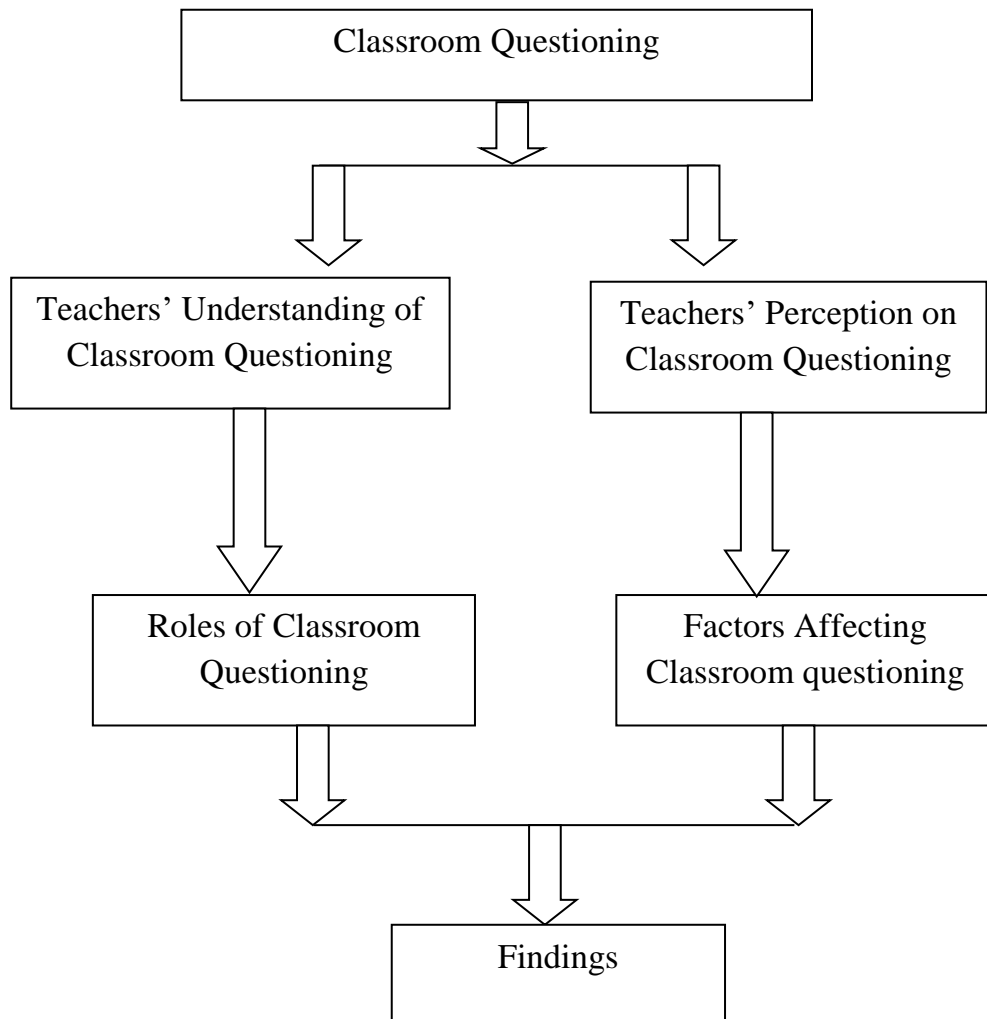 Classroom Questioning
Teachers’ Understanding of
Classroom Questioning
Teachers’ Perception on
Classroom Questioning
Roles of Classroom
Questioning
Factors Affecting
Classroom questioning
Findings